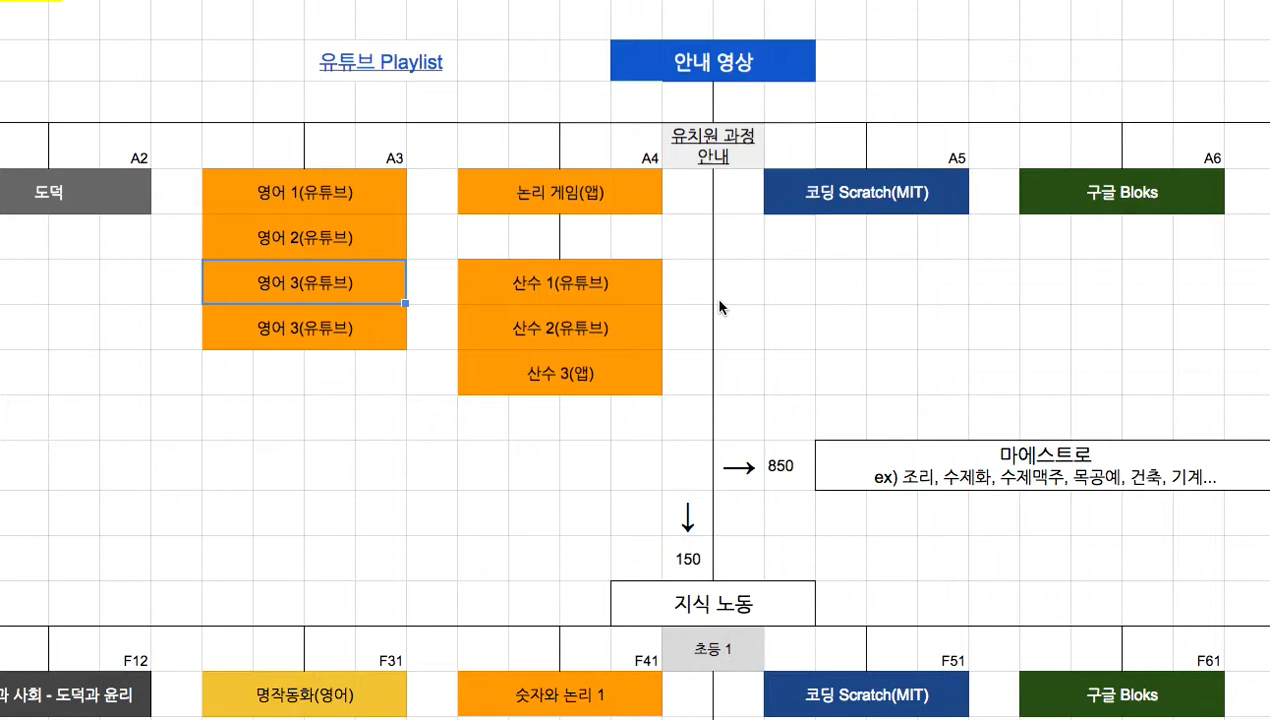 유튜브 Playlist
안내 영상
유치원 과정
안내
A2
A3
A4
A5
A6
도덕
영어 1(유튜브)
논리 게임(앱)
코딩 Scratch(MIT)
구글 Bloks
영어 2(유튜브)
영어 3(유튜브)
산수 1(유튜브)
영어 3(유튜브)
산수 2(유튜브)
산수 3(앱)
→ 850
마에스트로
ex) 조리, 수제화, 수제맥주, 목공예, 건축, 기계...
↓
150
지식 노동
초등 1
F12
F31
F41
F51
F61
과 사회 - 도덕과 윤리
명작동화(영어)
숫자와 논리 1
코딩 Scratch(MIT)
구글 Bloks